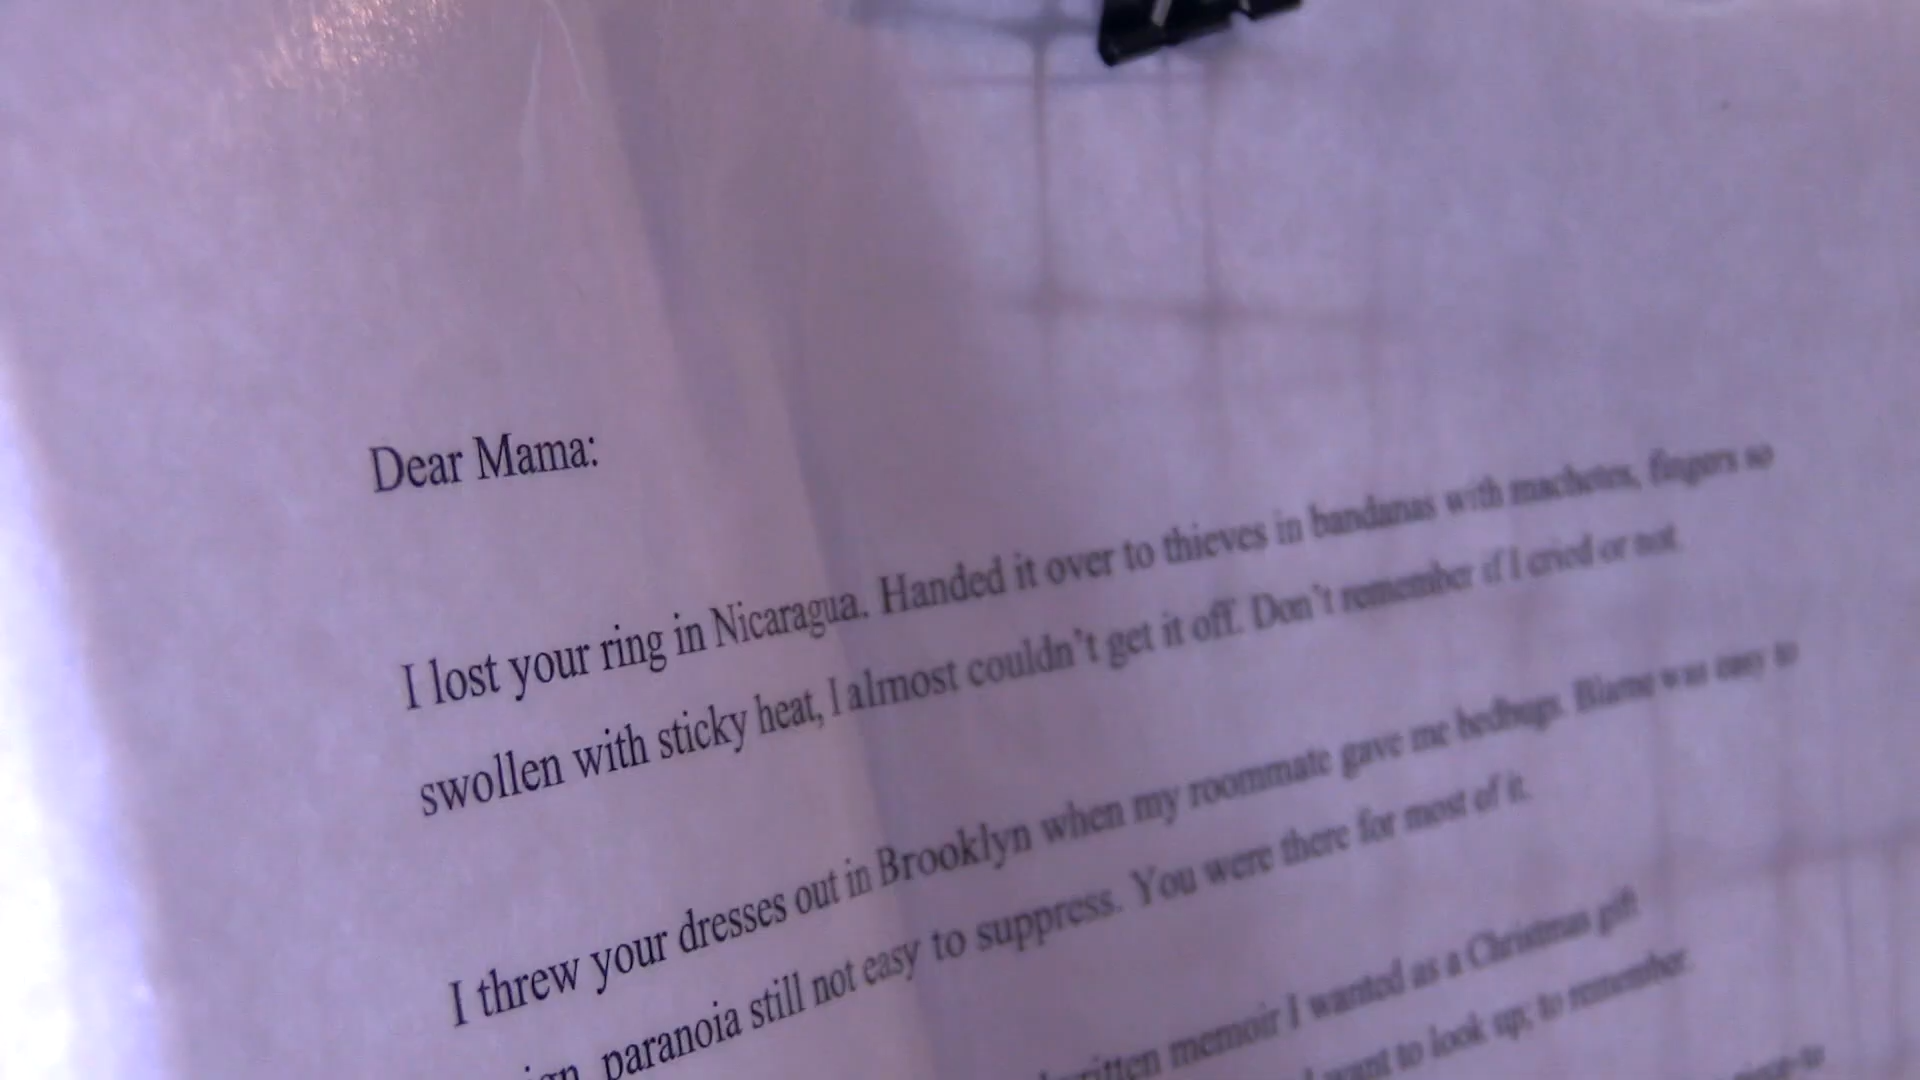 Dear Mama:
I lost your ring in Nicaragua. Handed it over to thieves in bandanas with machetes, fingers so
swollen with sticky heat, I almost couldn't get it off. Don't remember if I cried or not.
I threw your dresses out in Brooklyn when my roommate gave me bedbugs. Blame was easy to
paranoia still not easy to suppress. You were there for most of it.
memoir I wanted as a Christmas gift
want to look up; to remember.